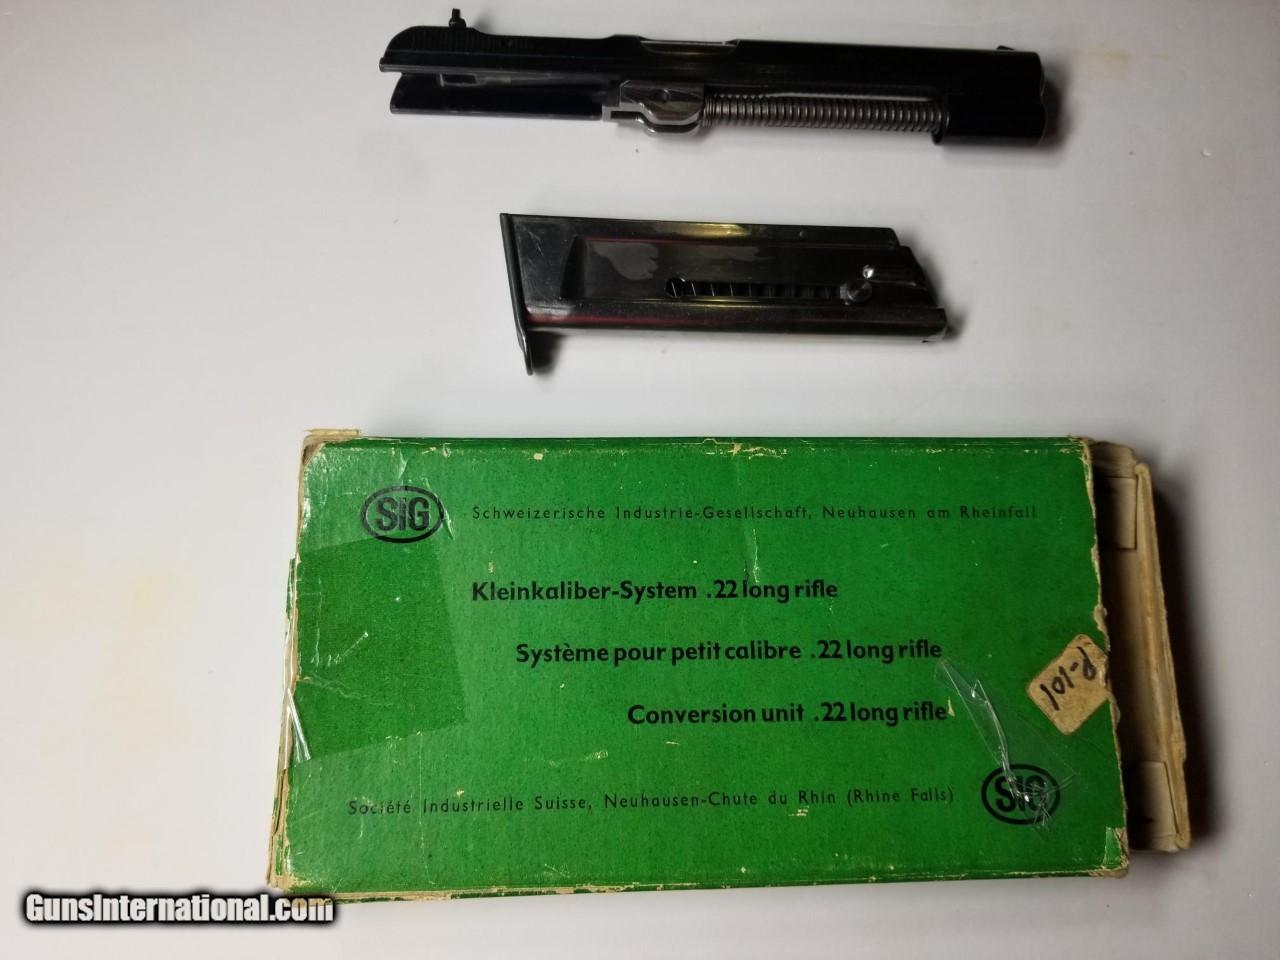 SIG
Schweizerische Industrie-Gesellschaft, Neuhausen am Rheinfall
Kleinkaliber-System .22 long rifle
Système pour petit calibre .22 long rifle
Conversion unit .22 long rifle
P-101
Société Industrielle Suisse, Neuhausen-Chute du Rhin (Rhine Falls)
SIG
GunsInternational.com